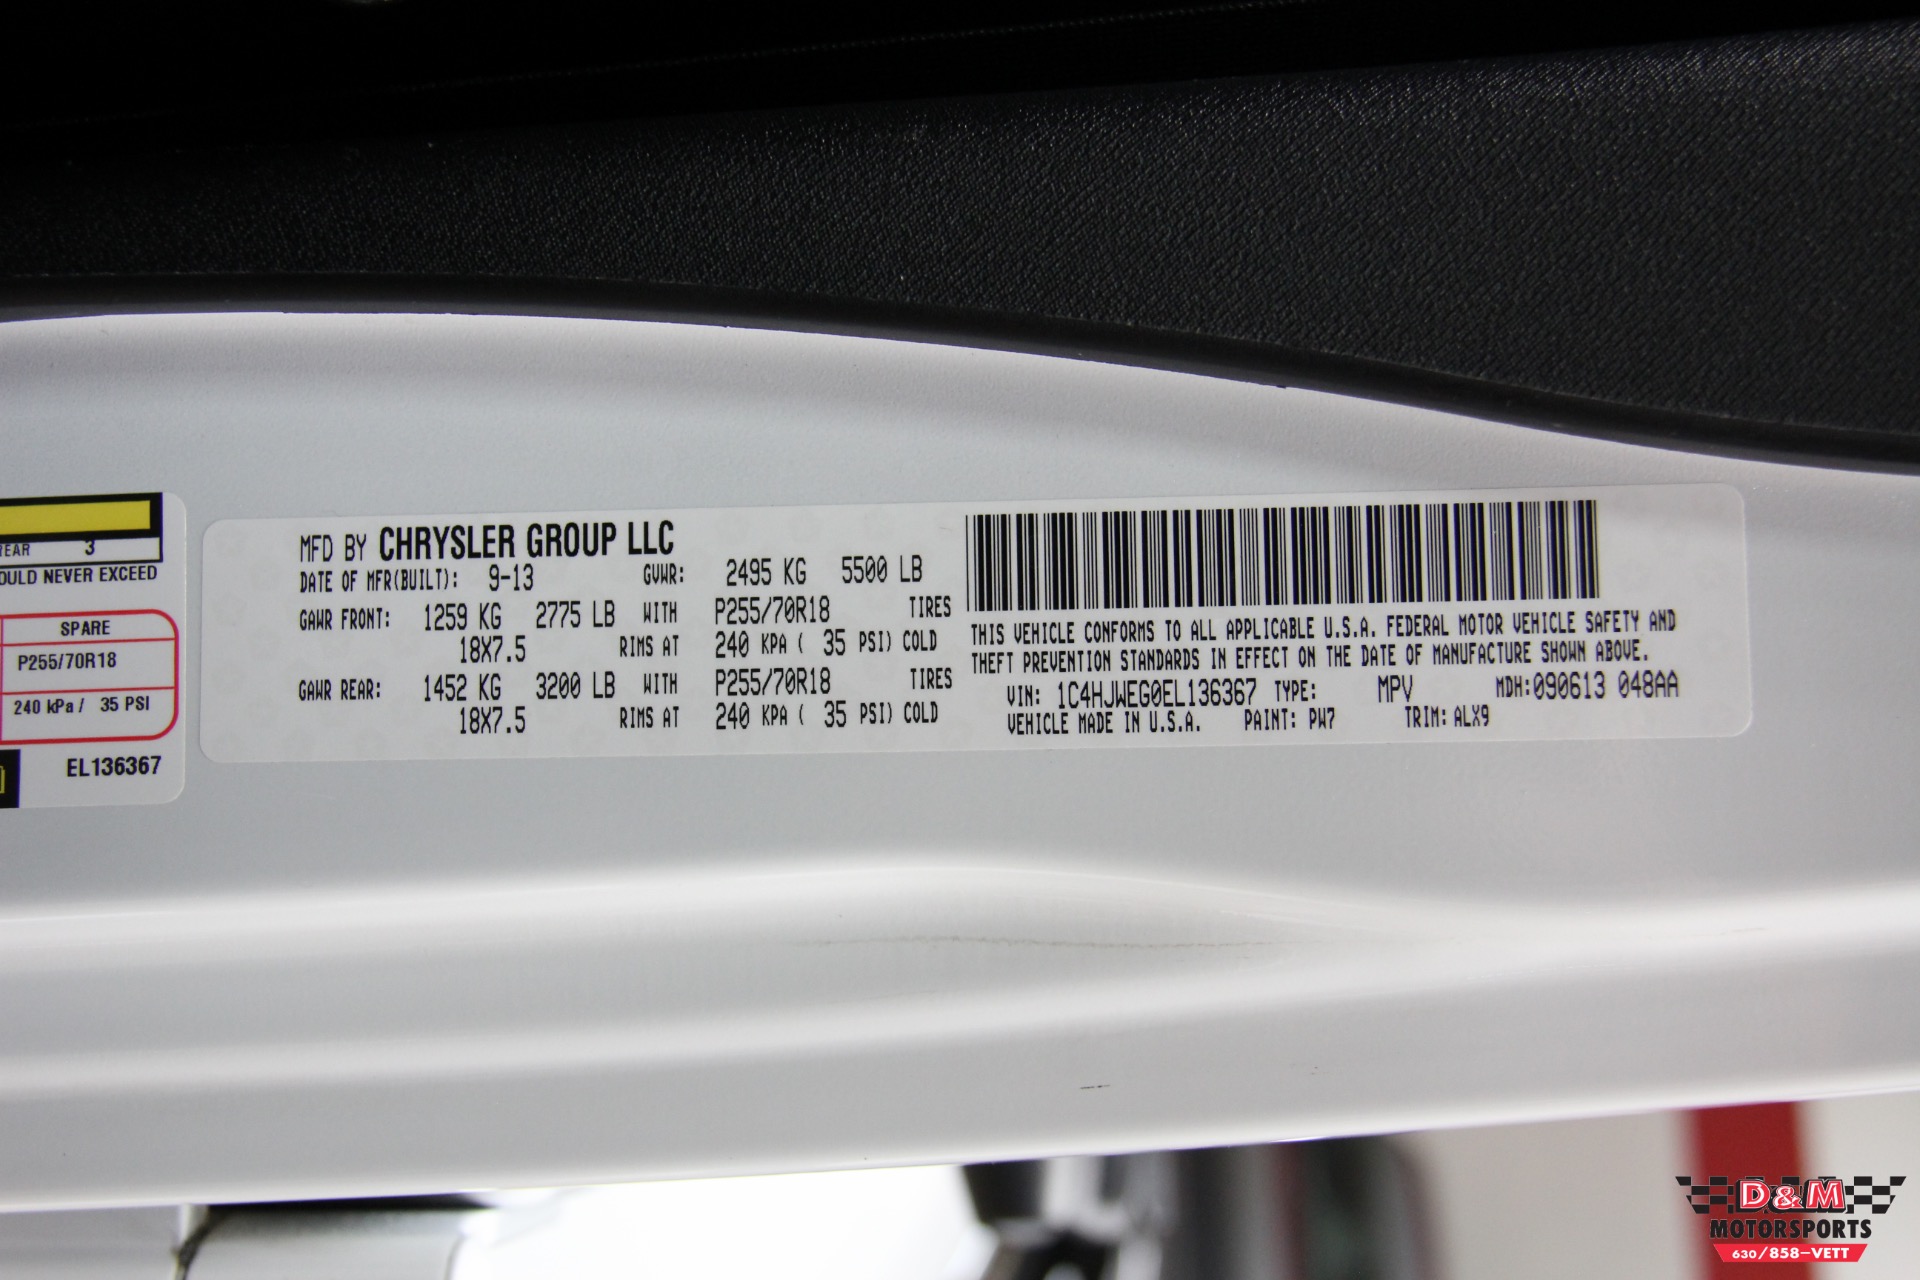 REAR 3
OULD NEVER EXCEED
SPARE
P255/70R18
240 kPa / 35 PSI
EL136367
MFD BY CHRYSLER GROUP LLC
DATE OF MFR(BUILT): 9-13 GVWR: 2495 KG 5500 LB
GAWR FRONT: 1259 KG 2775 LB WITH P255/70R18 TIRES
18X7.5 RIMS AT 240 KPA ( 35 PSI) COLD
GAWR REAR: 1452 KG 3200 LB WITH P255/70R18 TIRES
18X7.5 RIMS AT 240 KPA ( 35 PSI) COLD
THIS VEHICLE CONFORMS TO ALL APPLICABLE U.S.A. FEDERAL MOTOR VEHICLE SAFETY AND
THEFT PREVENTION STANDARDS IN EFFECT ON THE DATE OF MANUFACTURE SHOWN ABOVE.
VIN: 1C4HJWEG0EL136367 TYPE: MPV MDH:090613 048AA
VEHICLE MADE IN U.S.A. PAINT: PW7 TRIM: ALX9
D&M
MOTORSPORTS
630/858-VETT